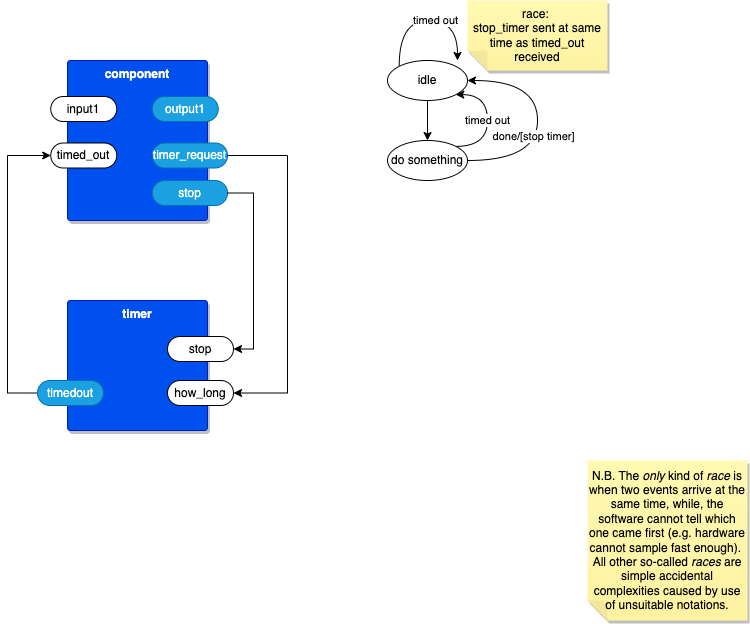 component
input1
output1
timed_out
timer_request
stop
timer
stop
timedout
how_long
timed out
race:
stop_timer sent at same
time as timed_out
received
idle
timed out
done/[stop timer]
do something
N.B. The only kind of race is
when two events arrive at the
same time, while, the
software cannot tell which
one came first (e.g. hardware
cannot sample fast enough).
All other so-called races are
simple accidental
complexities caused by use
of unsuitable notations.